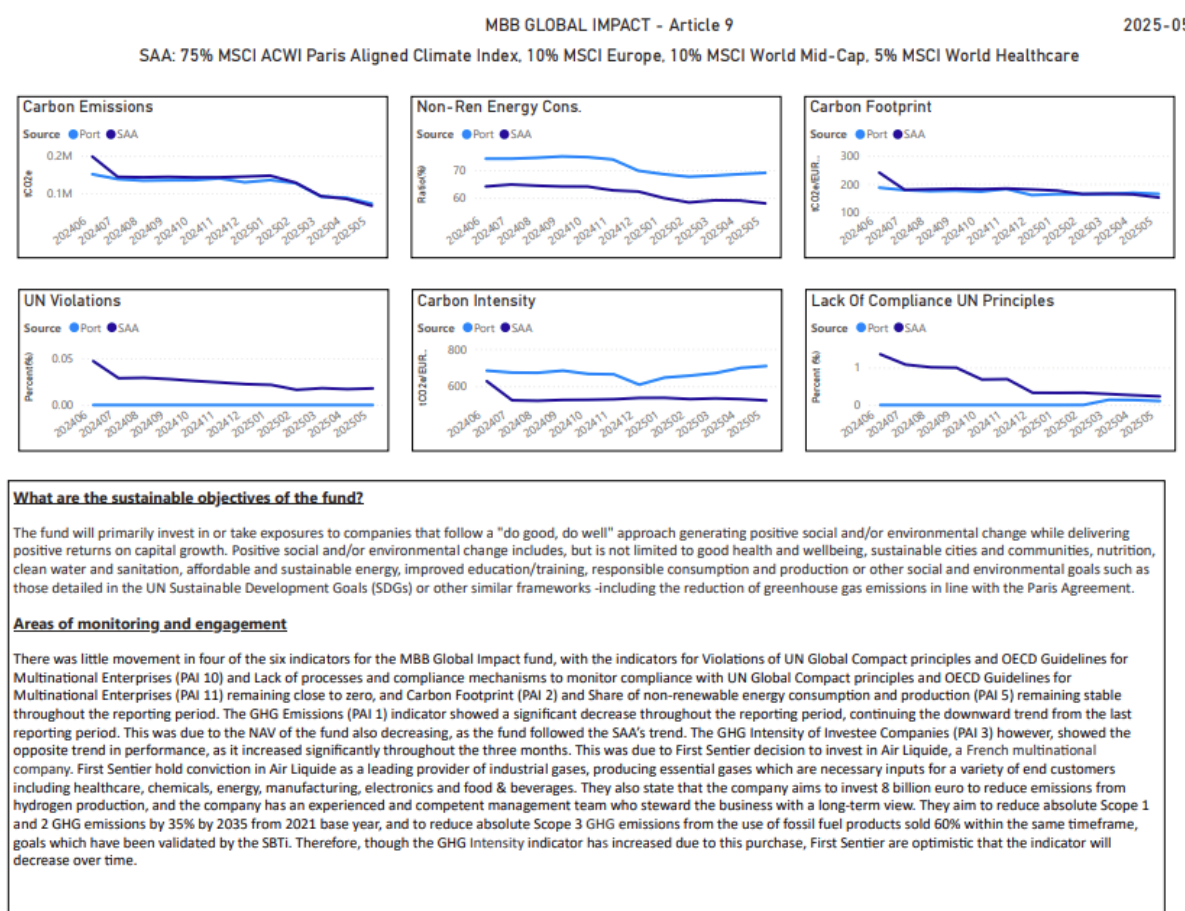 MBB GLOBAL IMPACT - Article 9
2025-05
SAA: 75% MSCI ACWI Paris Aligned Climate Index, 10% MSCI Europe, 10% MSCI World Mid-Cap, 5% MSCI World Healthcare
Carbon Emissions
Source Port SAA
0.2M
0.1M
tCO2e
202406 202407 202408 202409 202410 202411 202412 202501 202502 202503 202504 202505
Non-Ren Energy Cons.
Source Port SAA
70
60
Ratio(%)
202406 202407 202408 202409 202410 202411 202412 202501 202502 202503 202504 202505
Carbon Footprint
Source Port SAA
300
200
100
tCO2e/EUR...
202406 202407 202408 202409 202410 202411 202412 202501 202502 202503 202504 202505
UN Violations
Source Port SAA
0.05
0.00
Percent(%)
202406 202407 202408 202409 202410 202411 202412 202501 202502 202503 202504 202505
Carbon Intensity
Source Port SAA
800
600
tCO2e/EUR...
202406 202407 202408 202409 202410 202411 202412 202501 202502 202503 202504 202505
Lack Of Compliance UN Principles
Source Port SAA
1
0
Percent (%)
202406 202407 202408 202409 202410 202411 202412 202501 202502 202503 202504 202505
What are the sustainable objectives of the fund?
The fund will primarily invest in or take exposures to companies that follow a "do good, do well" approach generating positive social and/or environmental change while delivering
positive returns on capital growth. Positive social and/or environmental change includes, but is not limited to good health and wellbeing, sustainable cities and communities, nutrition,
clean water and sanitation, affordable and sustainable energy, improved education/training, responsible consumption and production or other social and environmental goals such as
those detailed in the UN Sustainable Development Goals (SDGs) or other similar frameworks -including the reduction of greenhouse gas emissions in line with the Paris Agreement.
Areas of monitoring and engagement
There was little movement in four of the six indicators for the MBB Global Impact fund, with the indicators for Violations of UN Global Compact principles and OECD Guidelines for
Multinational Enterprises (PAI 10) and Lack of processes and compliance mechanisms to monitor compliance with UN Global Compact principles and OECD Guidelines for
Multinational Enterprises (PAI 11) remaining close to zero, and Carbon Footprint (PAI 2) and Share of non-renewable energy consumption and production (PAI 5) remaining stable
throughout the reporting period. The GHG Emissions (PAI 1) indicator showed a significant decrease throughout the reporting period, continuing the downward trend from the last
reporting period. This was due to the NAV of the fund also decreasing, as the fund followed the SAA's trend. The GHG Intensity of Investee Companies (PAI 3) however, showed the
opposite trend in performance, as it increased significantly throughout the three months. This was due to First Sentier decision to invest in Air Liquide, a French multinational
company. First Sentier hold conviction in Air Liquide as a leading provider of industrial gases, producing essential gases which are necessary inputs for a variety of end customers
including healthcare, chemicals, energy, manufacturing, electronics and food & beverages. They also state that the company aims to invest 8 billion euro to reduce emissions from
hydrogen production, and the company has an experienced and competent management team who steward the business with a long-term view. They aim to reduce absolute Scope 1
and 2 GHG emissions by 35% by 2035 from 2021 base year, and to reduce absolute Scope 3 GHG emissions from the use of fossil fuel products sold 60% within the same timeframe,
goals which have been validated by the SBTi. Therefore, though the GHG Intensity indicator has increased due to this purchase, First Sentier are optimistic that the indicator will
decrease over time.